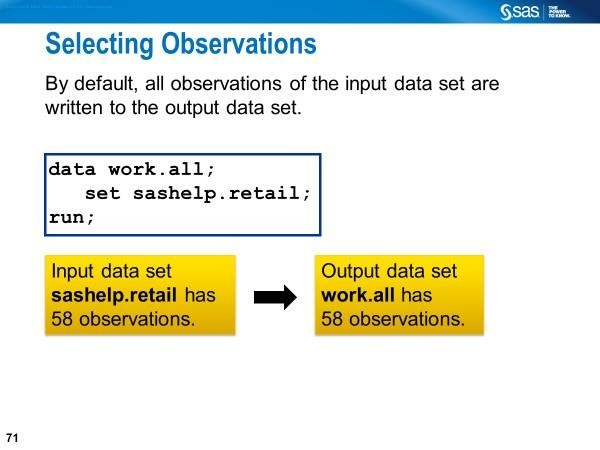 sas
THE
POWER
TO KNOW.
Selecting Observations
By default, all observations of the input data set are
written to the output data set.
data work.all;
set sashelp.retail;
run;
Input data set
sashelp.retail has
58 observations.
Output data set
work.all has
58 observations.
71